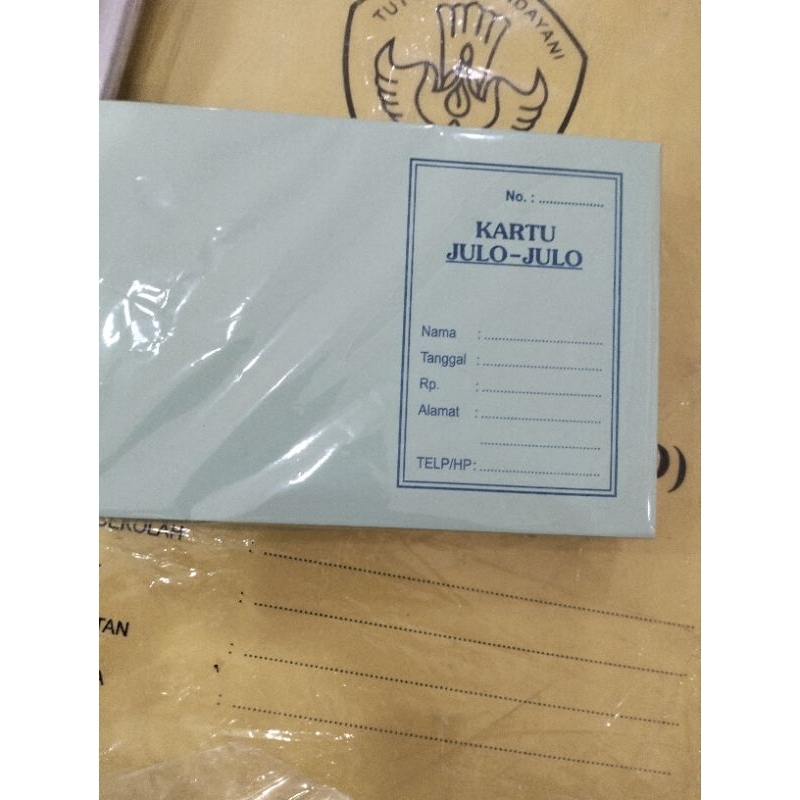 No. : ..................
KARTU
JULO-JULO
Nama : ................................
Tanggal : ................................
Rp. : ................................
Alamat : ................................
................................
TELP/HP: ................................